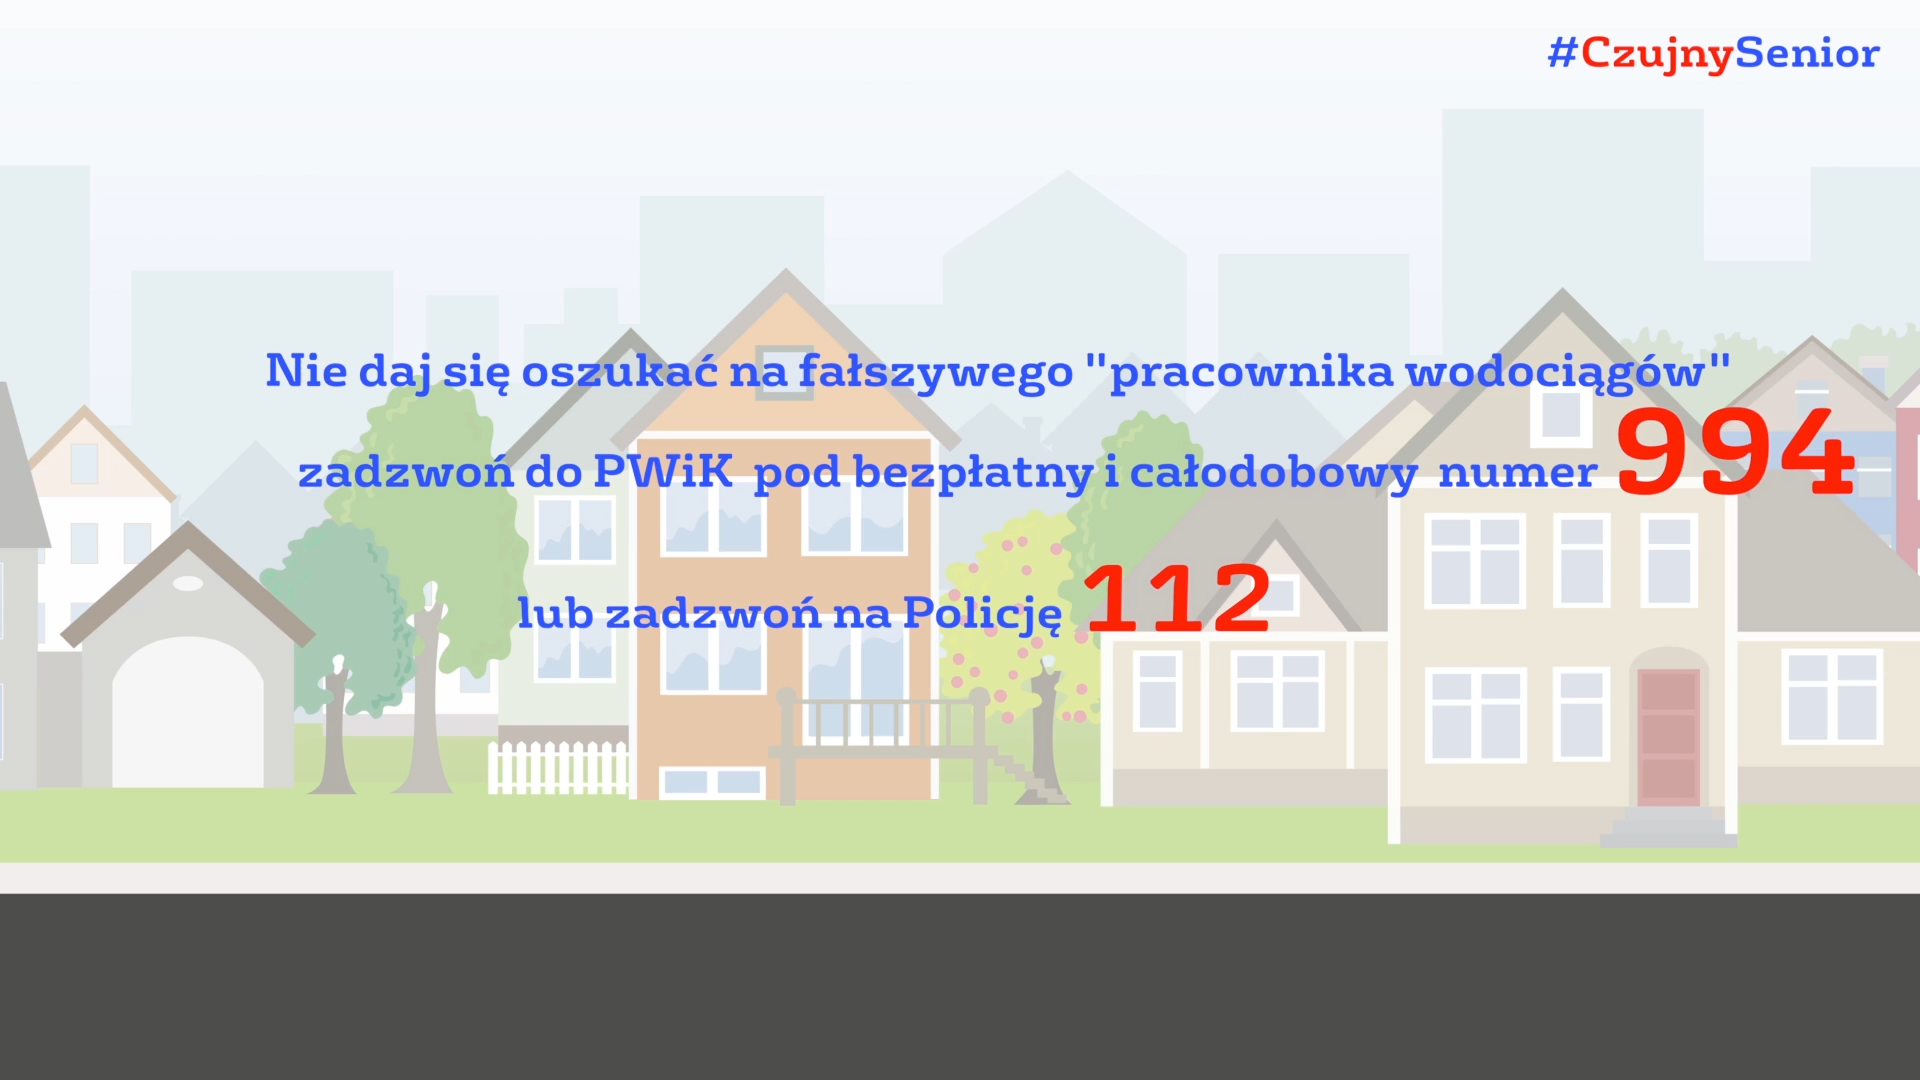 #CzujnySenior
Nie daj się oszukać na fałszywego "pracownika wodociągów"
zadzwoń do PWiK pod bezpłatny i całodobowy numer 994
lub zadzwoń na Policję 112